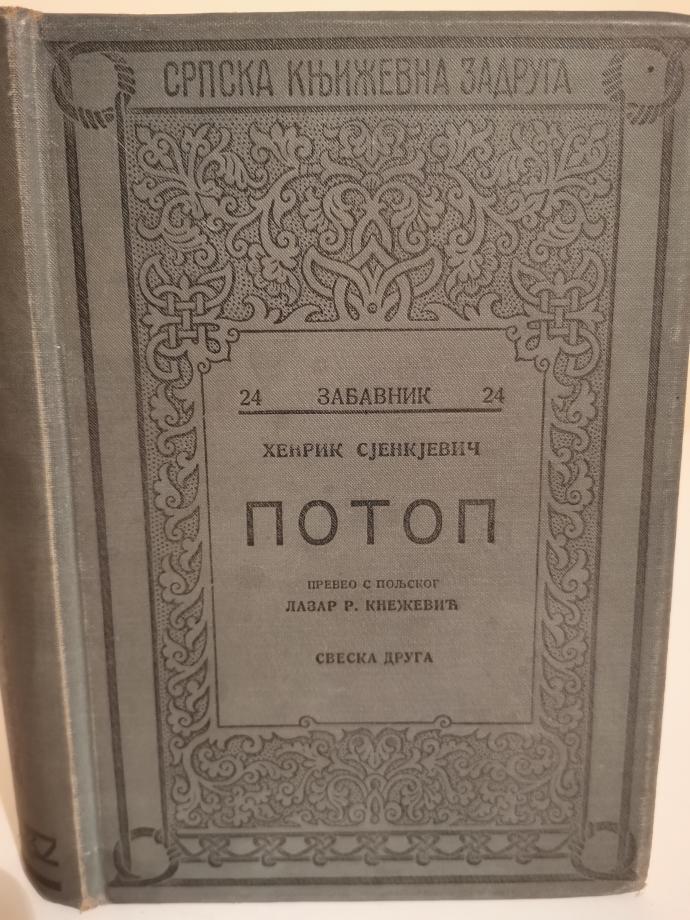 СРПСКА КЊИЖЕВНА ЗАДРУГА
24 ЗАБАВНИК 24
ХЕНРИК СЈЕНКЈЕВИЧ
ПОТОП
ПРЕВЕО С ПОЉСКОГ
ЛАЗАР Р. КНЕЖЕВИЋ
СВЕСКА ДРУГА